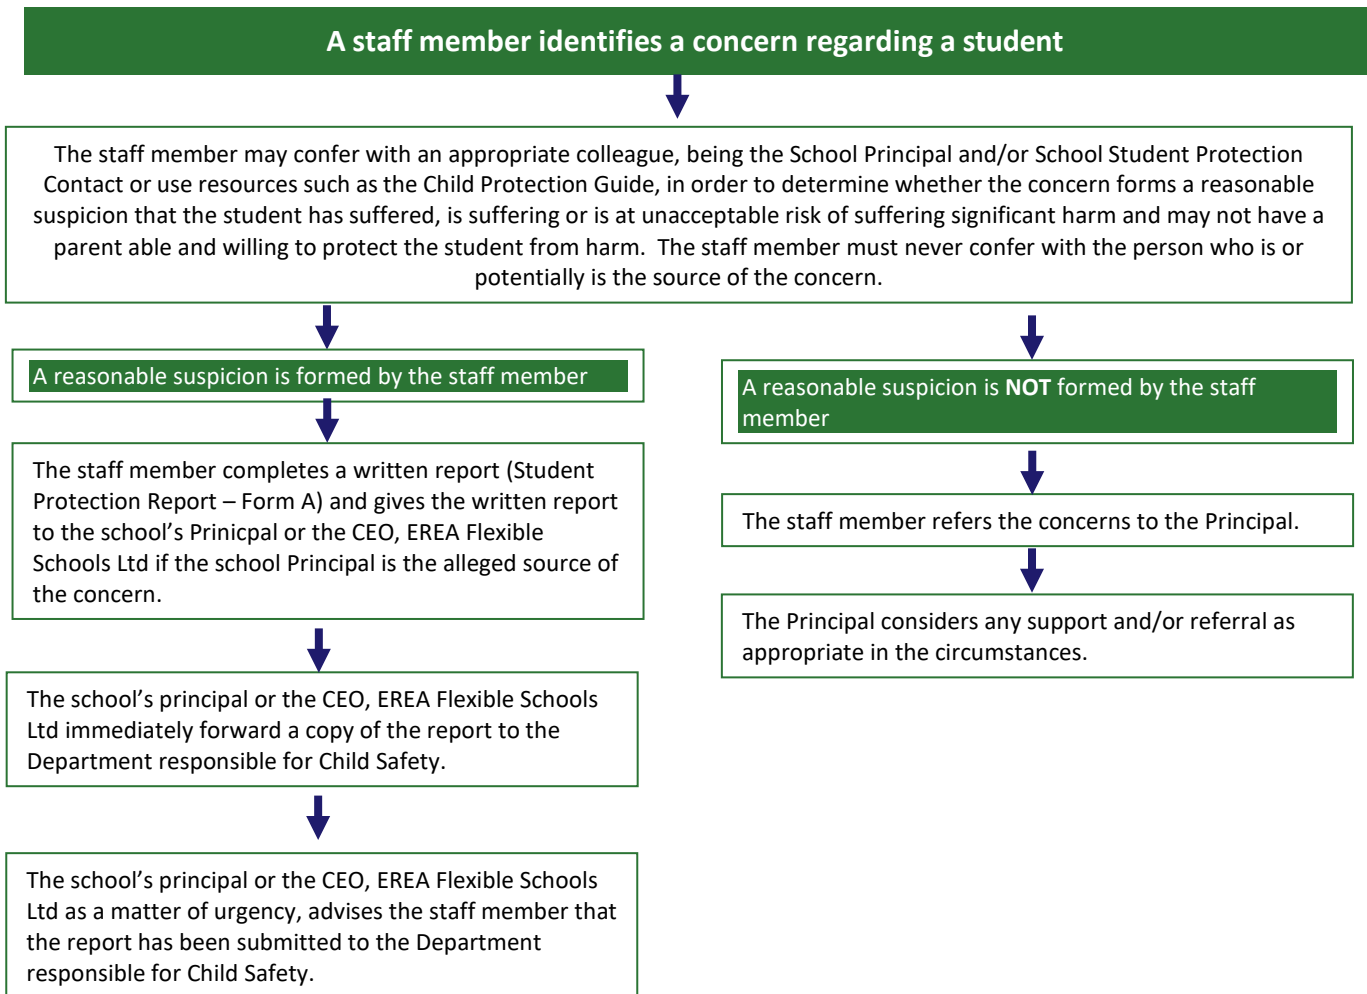 A staff member identifies a concern regarding a student
The staff member may confer with an appropriate colleague, being the School Principal and/or School Student Protection
Contact or use resources such as the Child Protection Guide, in order to determine whether the concern forms a reasonable
suspicion that the student has suffered, is suffering or is at unacceptable risk of suffering significant harm and may not have a
parent able and willing to protect the student from harm.  The staff member must never confer with the person who is or
potentially is the source of the concern.
A reasonable suspicion is formed by the staff member
The staff member completes a written report (Student
Protection Report – Form A) and gives the written report
to the school’s Prinicpal or the CEO, EREA Flexible
Schools Ltd if the school Principal is the alleged source of
the concern.
The school’s principal or the CEO, EREA Flexible Schools
Ltd immediately forward a copy of the report to the
Department responsible for Child Safety.
The school’s principal or the CEO, EREA Flexible Schools
Ltd as a matter of urgency, advises the staff member that
the report has been submitted to the Department
responsible for Child Safety.
A reasonable suspicion is NOT formed by the staff
member
The staff member refers the concerns to the Principal.
The Principal considers any support and/or referral as
appropriate in the circumstances.